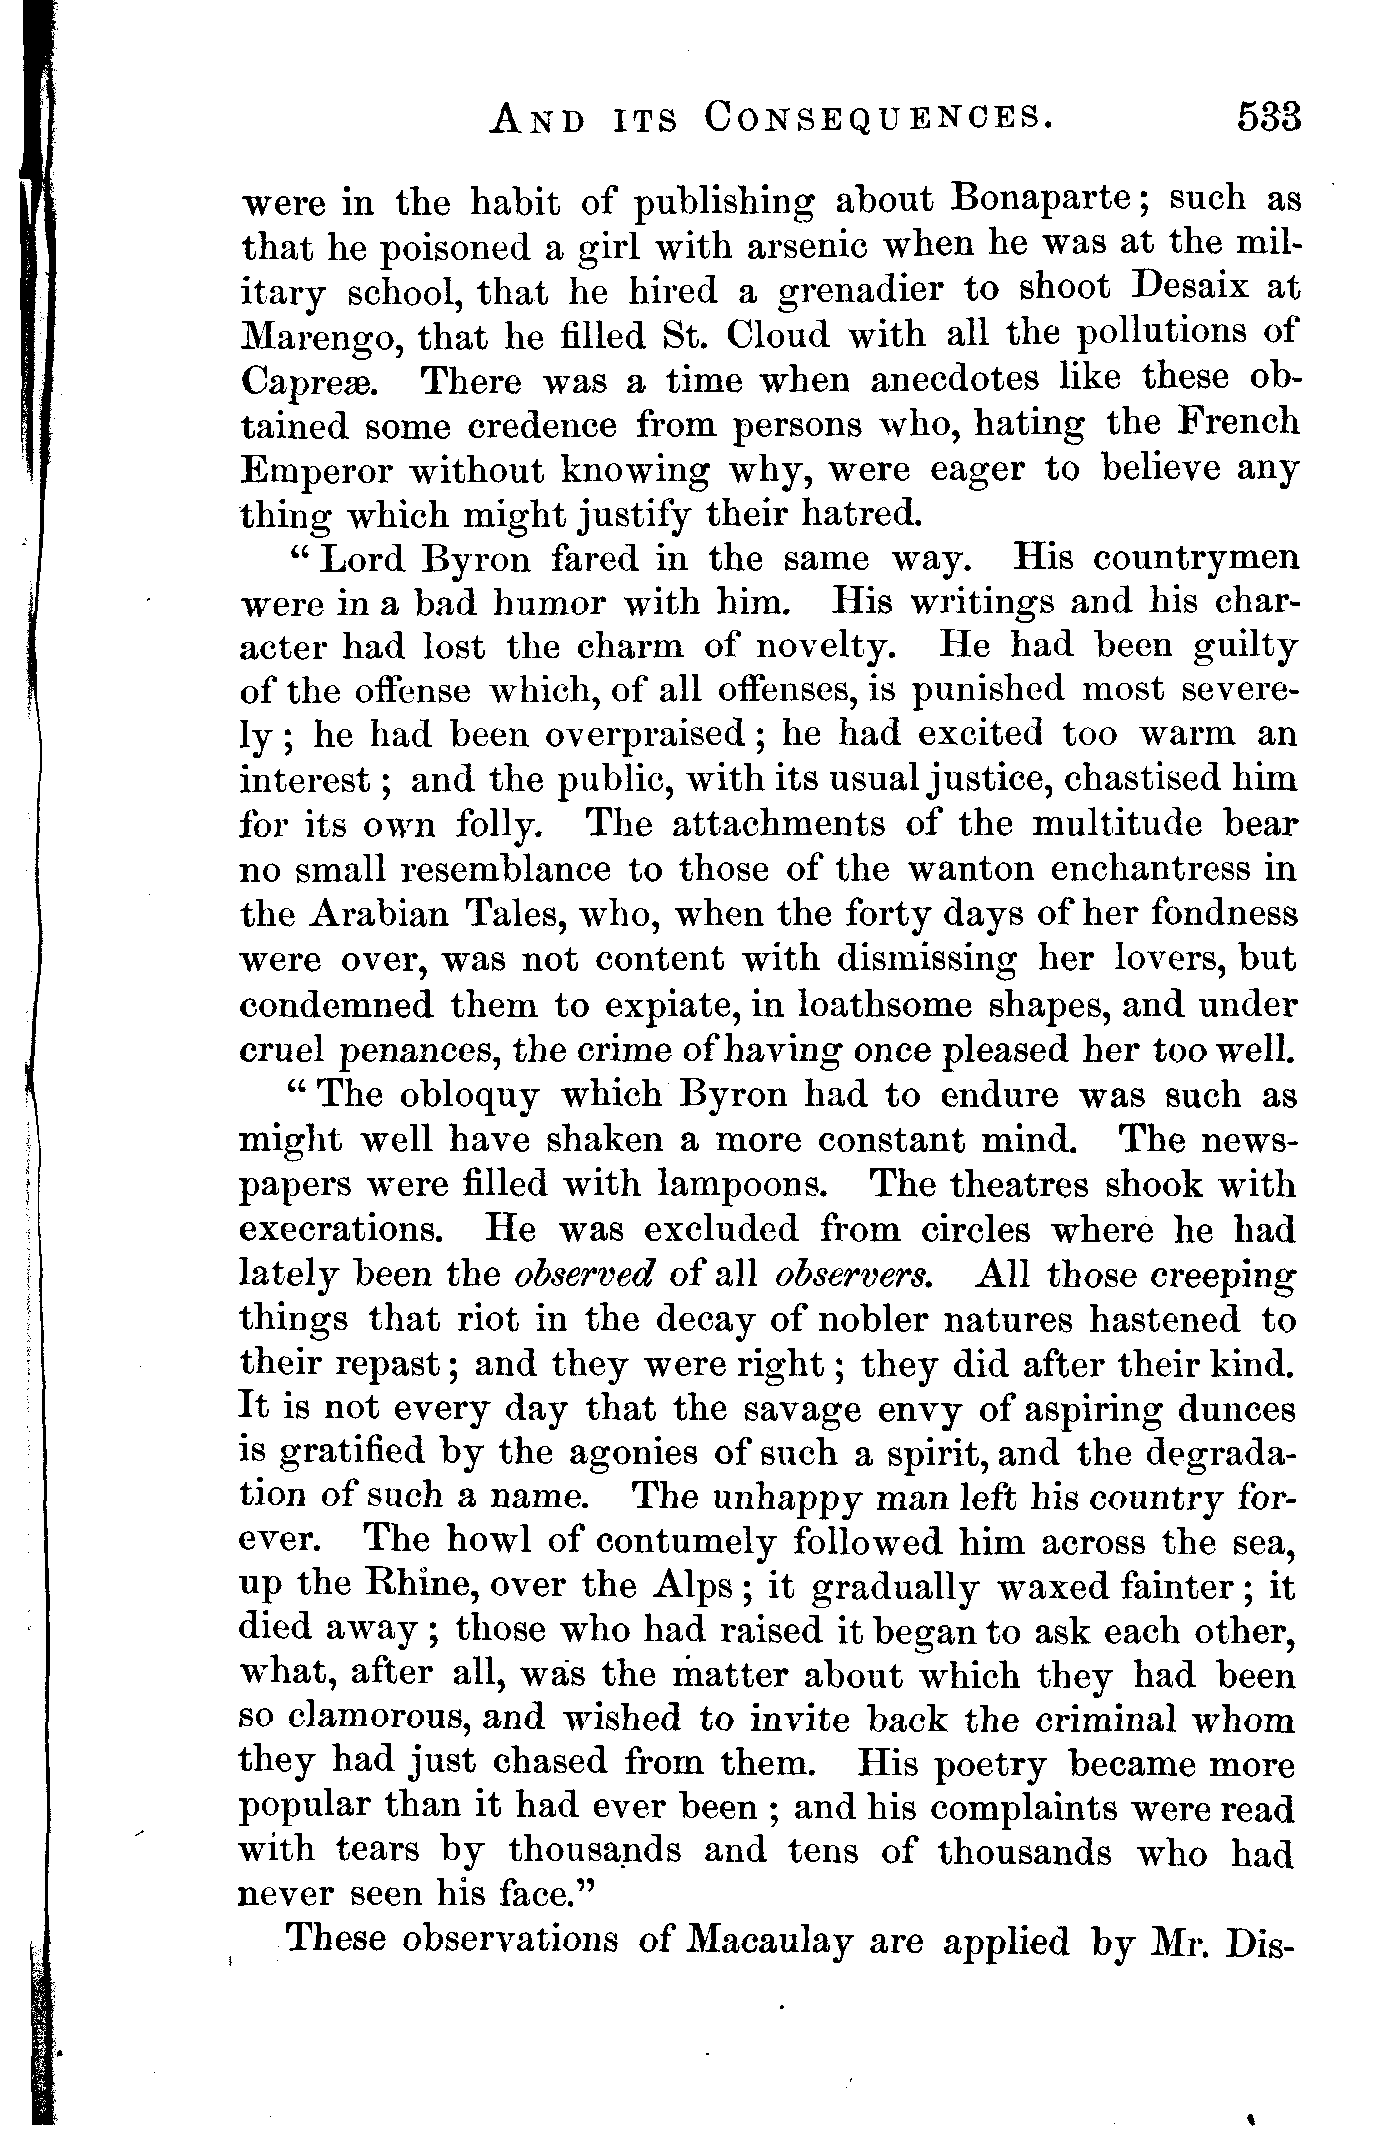 AND ITS CONSEQUENCES. 533
were in the habit of publishing about Bonaparte; such as
that he poisoned a girl with arsenic when he was at the mil-
itary school, that he hired a grenadier to shoot Desaix at
Marengo, that he filled St. Cloud with all the pollutions of
Capreæ. There was a time when anecdotes like these ob-
tained some credence from persons who, hating the French
Emperor without knowing why, were eager to believe any
thing which might justify their hatred.
“Lord Byron fared in the same way. His countrymen
were in a bad humor with him. His writings and his char-
acter had lost the charm of novelty. He had been guilty
of the offense which, of all offenses, is punished most severe-
ly; he had been overpraised; he had excited too warm an
interest; and the public, with its usual justice, chastised him
for its own folly. The attachments of the multitude bear
no small resemblance to those of the wanton enchantress in
the Arabian Tales, who, when the forty days of her fondness
were over, was not content with dismissing her lovers, but
condemned them to expiate, in loathsome shapes, and under
cruel penances, the crime of having once pleased her too well.
“The obloquy which Byron had to endure was such as
might well have shaken a more constant mind. The news-
papers were filled with lampoons. The theatres shook with
execrations. He was excluded from circles where he had
lately been the observed of all observers. All those creeping
things that riot in the decay of nobler natures hastened to
their repast; and they were right; they did after their kind.
It is not every day that the savage envy of aspiring dunces
is gratified by the agonies of such a spirit, and the degrada-
tion of such a name. The unhappy man left his country for-
ever. The howl of contumely followed him across the sea,
up the Rhine, over the Alps; it gradually waxed fainter; it
died away; those who had raised it began to ask each other,
what, after all, was the matter about which they had been
so clamorous, and wished to invite back the criminal whom
they had just chased from them. His poetry became more
popular than it had ever been; and his complaints were read
with tears by thousands and tens of thousands who had
never seen his face.”
These observations of Macaulay are applied by Mr. Dis-